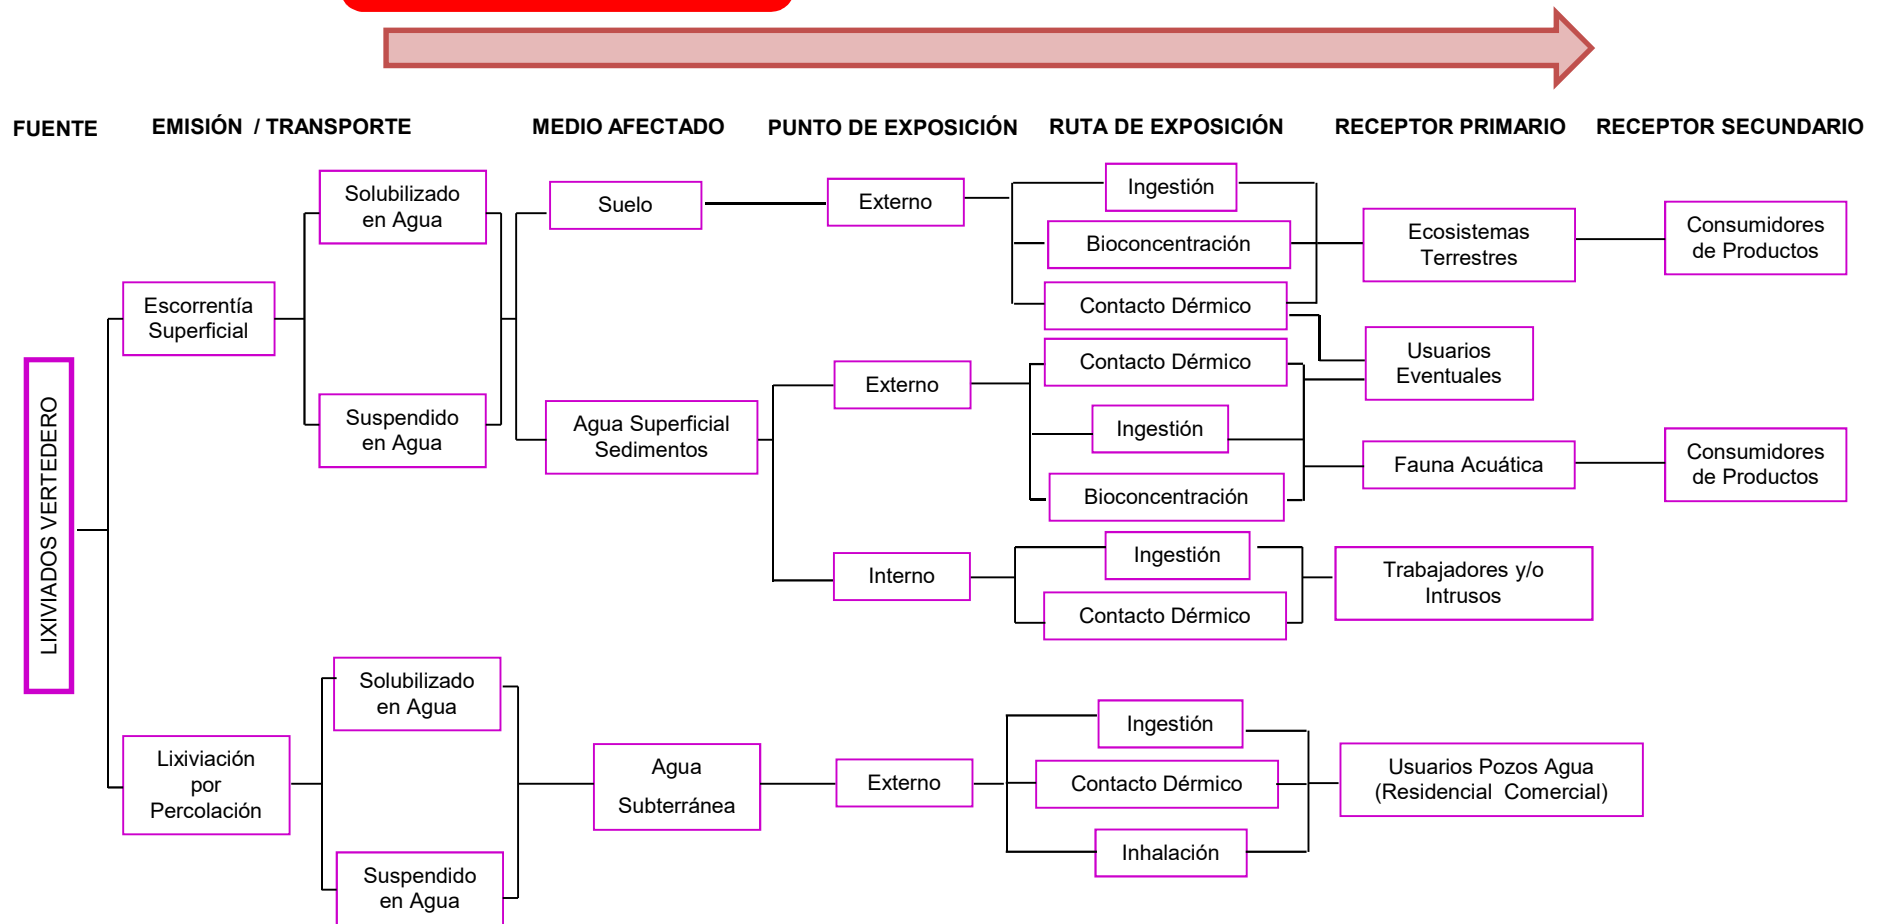 FUENTE
EMISIÓN / TRANSPORTE
MEDIO AFECTADO
PUNTO DE EXPOSICIÓN
RUTA DE EXPOSICIÓN
RECEPTOR PRIMARIO
RECEPTOR SECUNDARIO
LIXIVIADOS VERTEDERO
Escorrentía
Superficial
Solubilizado
en Agua
Suspendido
en Agua
Suelo
Externo
Ingestión
Bioconcentración
Contacto Dérmico
Ecosistemas
Terrestres
Consumidores
de Productos
Usuarios
Eventuales
Agua Superficial
Sedimentos
Externo
Contacto Dérmico
Ingestión
Bioconcentración
Fauna Acuática
Consumidores
de Productos
Interno
Ingestión
Contacto Dérmico
Trabajadores y/o
Intrusos
Lixiviación
por
Percolación
Solubilizado
en Agua
Suspendido
en Agua
Agua
Subterránea
Externo
Ingestión
Contacto Dérmico
Inhalación
Usuarios Pozos Agua
(Residencial Comercial)